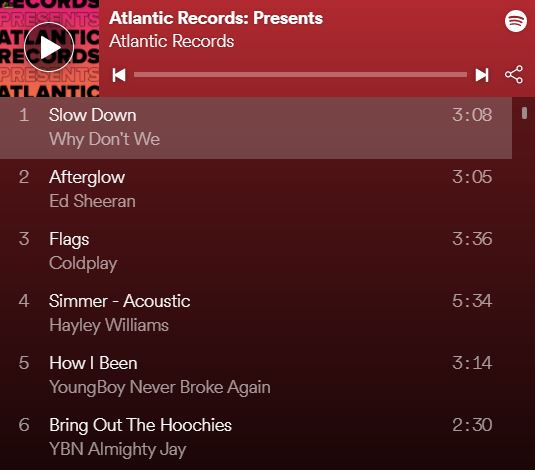 RECORDS
PRESENTS
ATLANTIC
RECORDS
PRESENTS
ATLANTIC
Atlantic Records: Presents
Atlantic Records
1 Slow Down 3:08
Why Don't We
2 Afterglow 3:05
Ed Sheeran
3 Flags 3:36
Coldplay
4 Simmer - Acoustic 5:34
Hayley Williams
5 How I Been 3:14
YoungBoy Never Broke Again
6 Bring Out The Hoochies 2:30
YBN Almighty Jay